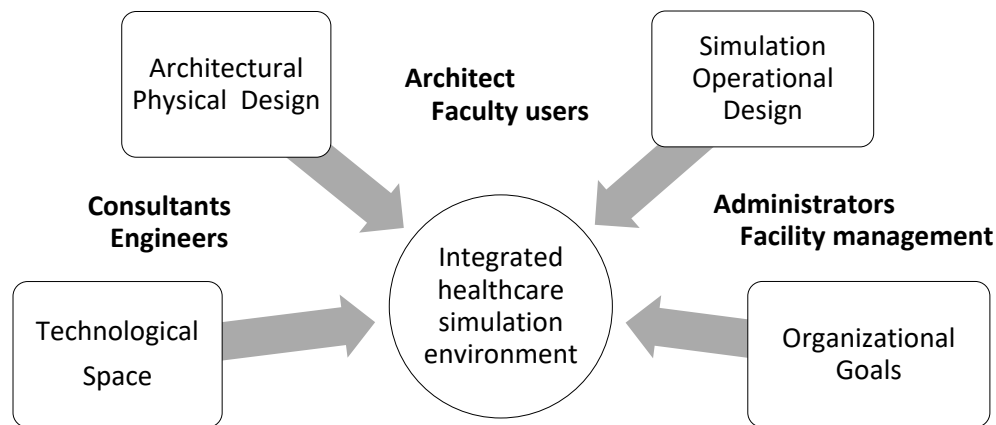 Architectural
Physical Design
Architect
Faculty users
Simulation
Operational
Design
Consultants
Engineers
Administrators
Facility management
Integrated
healthcare
simulation
environment
Technological
Space
Organizational
Goals